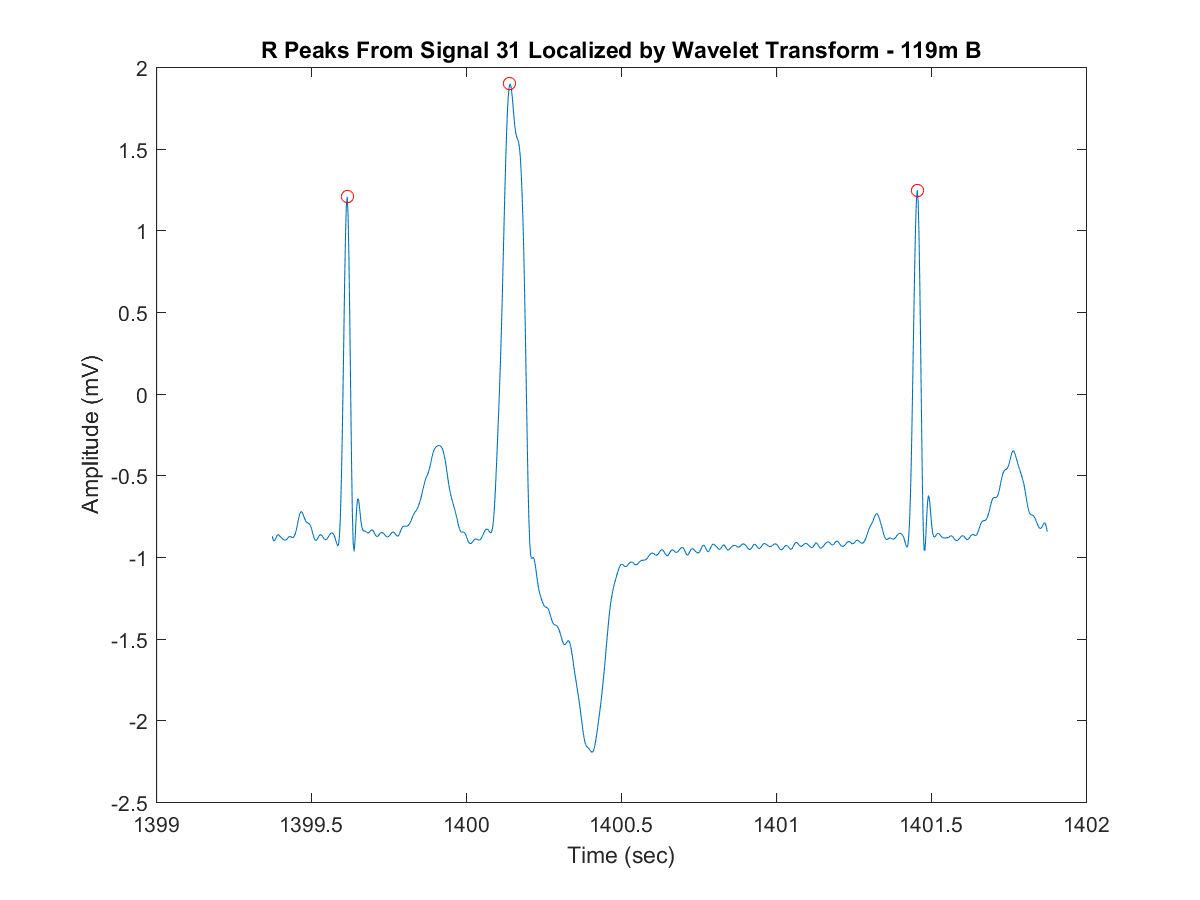 R Peaks From Signal 31 Localized by Wavelet Transform - 119m B
2
1.5
1
0.5
0
-0.5
-1
-1.5
-2
-2.5
Amplitude (mV)
1399 1399.5 1400 1400.5 1401 1401.5 1402
Time (sec)